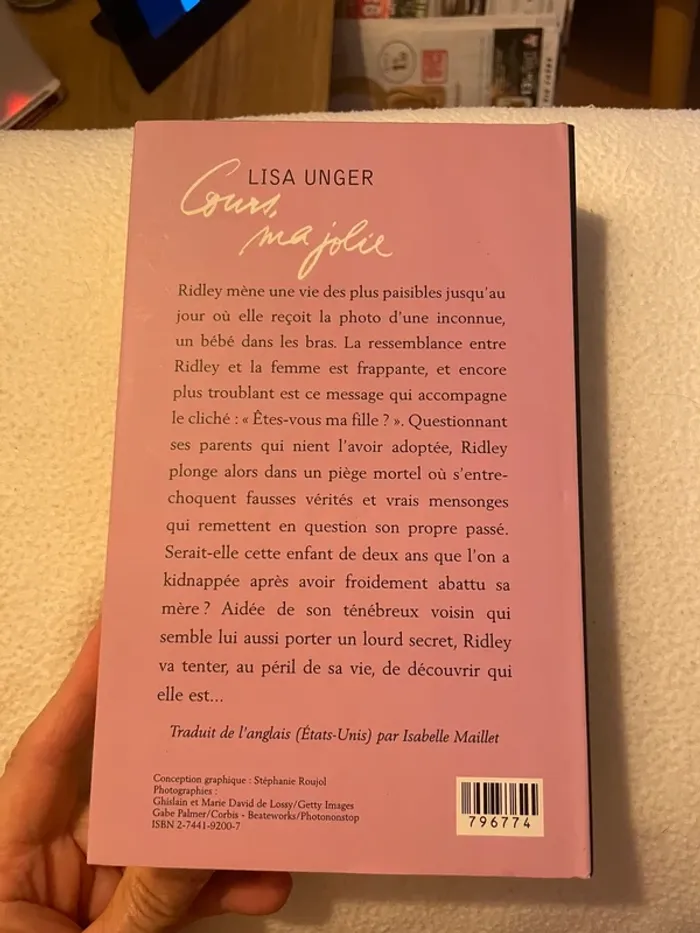 LISA UNGER
Cours,
ma jolie
Ridley mène une vie des plus paisibles jusqu'au
jour où elle reçoit la photo d'une inconnue,
un bébé dans les bras. La ressemblance entre
Ridley et la femme est frappante, et encore
plus troublant est ce message qui accompagne
le cliché : « Êtes-vous ma fille ? ». Questionnant
ses parents qui nient l'avoir adoptée, Ridley
plonge alors dans un piège mortel où s'entre-
choquent fausses vérités et vrais mensonges
qui remettent en question son propre passé.
Serait-elle cette enfant de deux ans que l'on a
kidnappée après avoir froidement abattu sa
mère ? Aidée de son ténébreux voisin qui
semble lui aussi porter un lourd secret, Ridley
va tenter, au péril de sa vie, de découvrir qui
elle est...
Traduit de l'anglais (États-Unis) par Isabelle Maillet
Conception graphique : Stéphanie Roujol
Photographies :
Ghislain et Marie David de Lossy/Getty Images
Gabe Palmer/Corbis - Beateworks/Photononstop
ISBN 2-7441-9200-7
796774